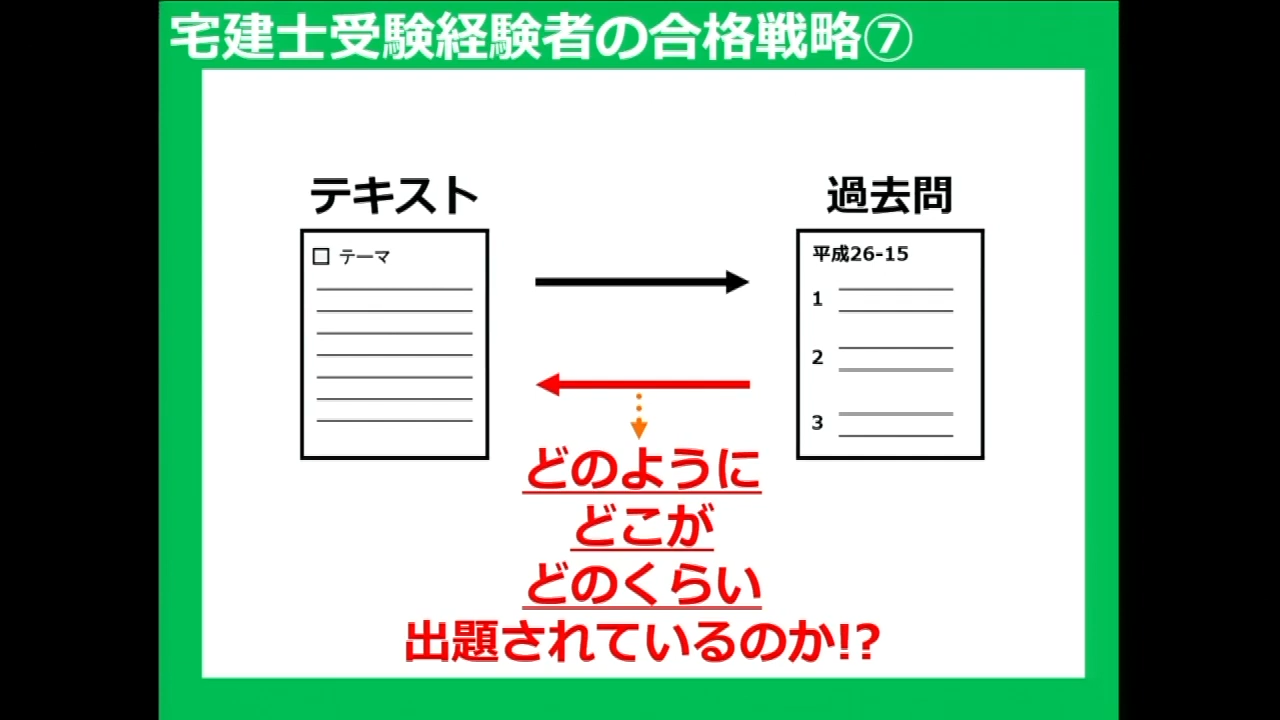 宅建士受験経験者の合格戦略⑦
テキスト
□ テーマ
過去問
平成26-15
1
2
3
どのように
どこが
どのくらい
出題されているのか!?